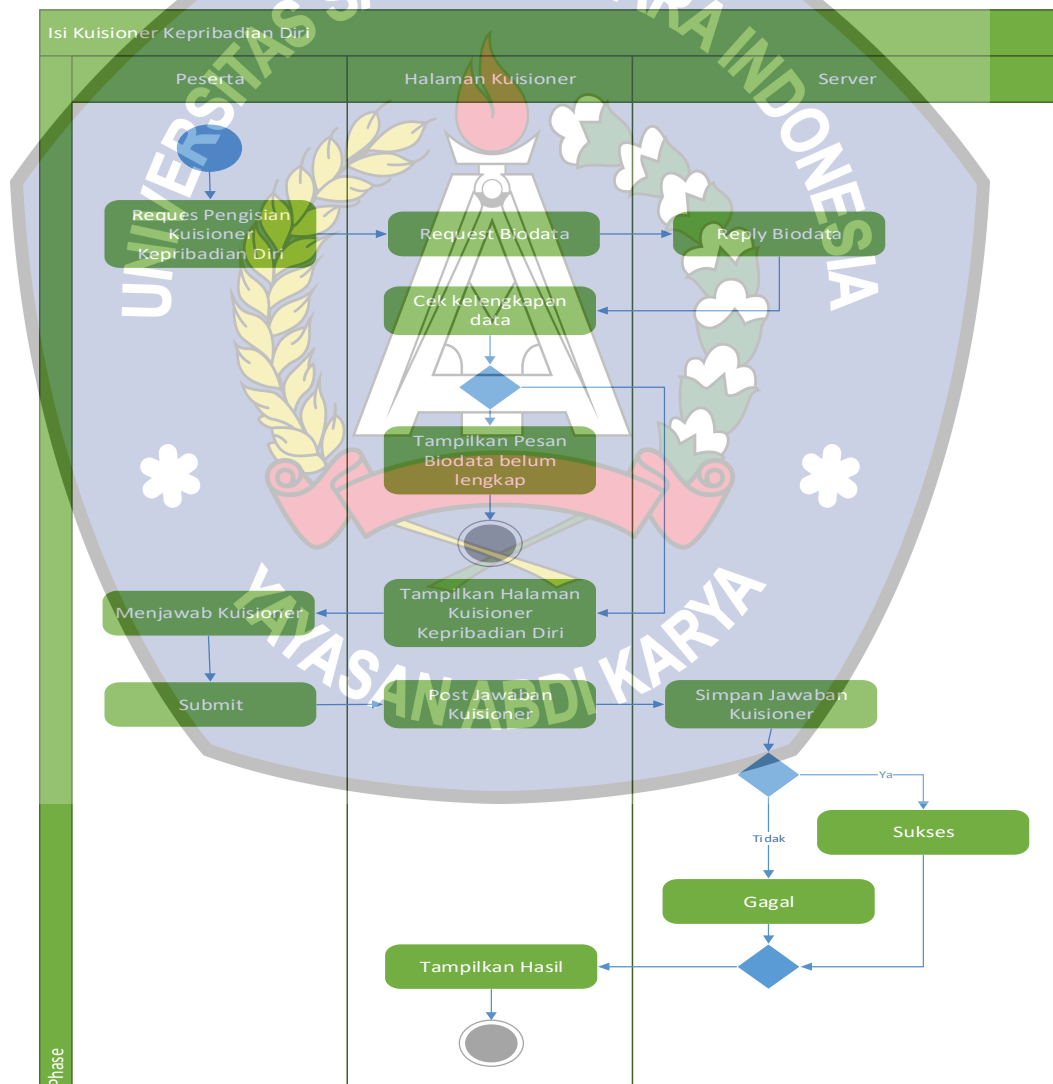 Isi Kuisioner Kepribadian Diri
Peserta
Halaman Kuisioner
Server
Reques Pengisian
Kuisioner
Kepribadian Diri
Request Biodata
Reply Biodata
Cek kelengkapan
data
Tampilkan Pesan
Biodata belum
lengkap
Tampilkan Halaman
Kuisioner
Kepribadian Diri
Menjawab Kuisioner
Submit
Post Jawaban
Kuisioner
Simpan Jawaban
Kuisioner
Ya
Tidak
Sukses
Gagal
Tampilkan Hasil
Phase
UNIVERSITAS
INDONESIA
YAYASAN ABDI KARYA